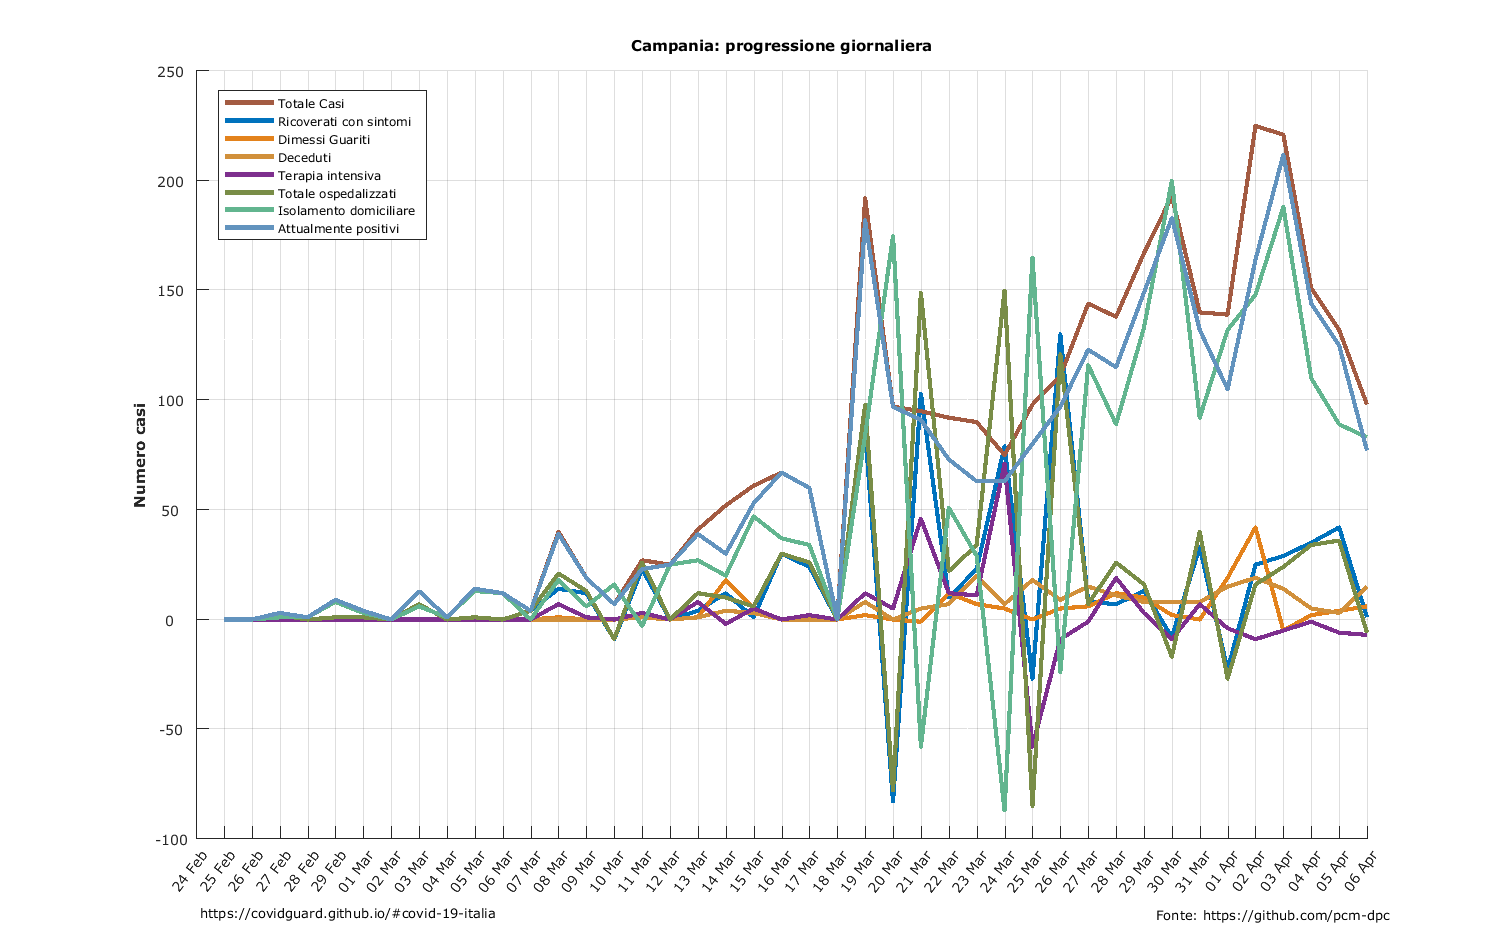 Campania: progressione giornaliera
250
200
150
100
50
0
-50
-100
Numero casi
Totale Casi
Ricoverati con sintomi
Dimessi Guariti
Deceduti
Terapia intensiva
Totale ospedalizzati
Isolamento domiciliare
Attualmente positivi
24 Feb
25 Feb
26 Feb
27 Feb
28 Feb
29 Feb
01 Mar
02 Mar
03 Mar
04 Mar
05 Mar
06 Mar
07 Mar
08 Mar
09 Mar
10 Mar
11 Mar
12 Mar
13 Mar
14 Mar
15 Mar
16 Mar
17 Mar
18 Mar
19 Mar
20 Mar
21 Mar
22 Mar
23 Mar
24 Mar
25 Mar
26 Mar
27 Mar
28 Mar
29 Mar
30 Mar
31 Mar
01 Apr
02 Apr
03 Apr
04 Apr
05 Apr
06 Apr
https://covidguard.github.io/#covid-19-italia
Fonte: https://github.com/pcm-dpc